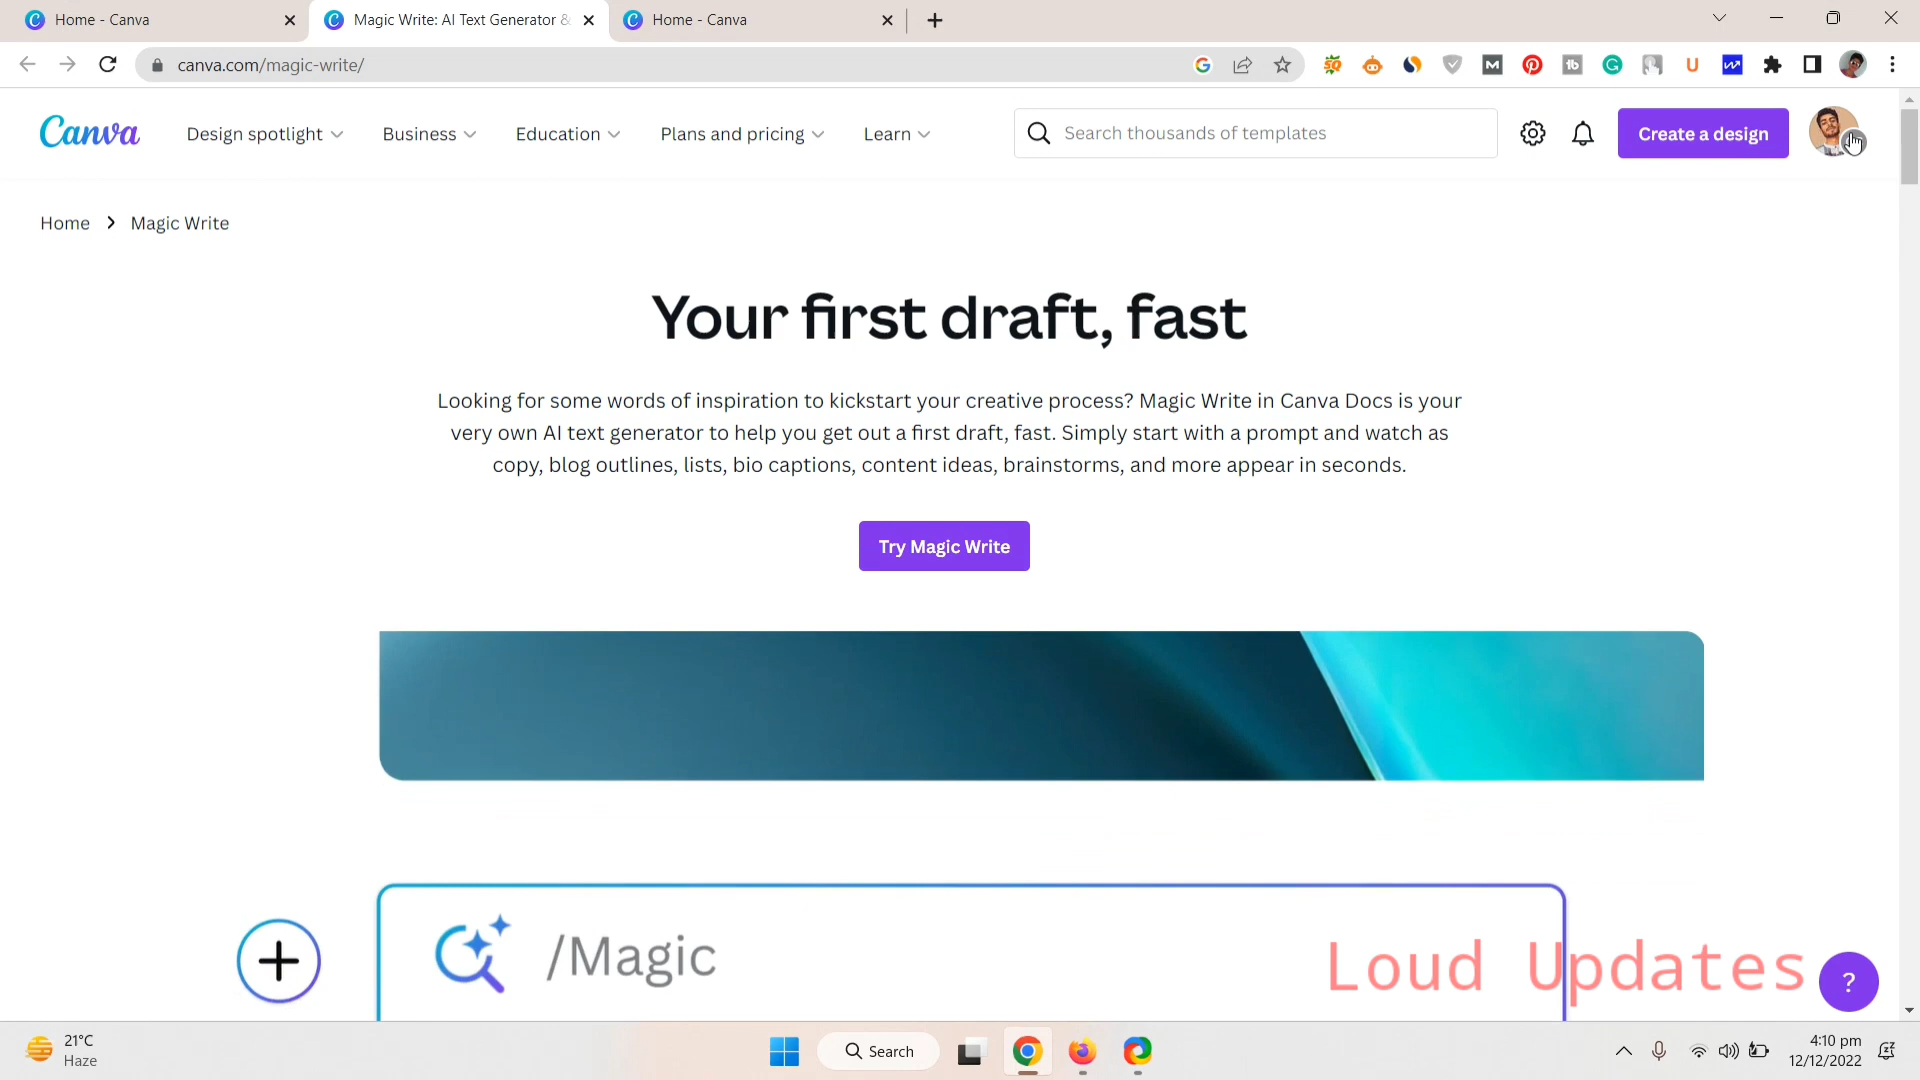 Home - Canva
Magic Write: AI Text Generator &
Home - Canva
canva.com/magic-write/
Canva
Design spotlight
Business
Education
Plans and pricing
Learn
Search thousands of templates
Create a design
Home
Magic Write
Your first draft, fast
Looking for some words of inspiration to kickstart your creative process? Magic Write in Canva Docs is your
very own AI text generator to help you get out a first draft, fast. Simply start with a prompt and watch as
copy, blog outlines, lists, bio captions, content ideas, brainstorms, and more appear in seconds.
Try Magic Write
/Magic
Loud Updates
?
21°C
Haze
Search
4:10 pm
12/12/2022